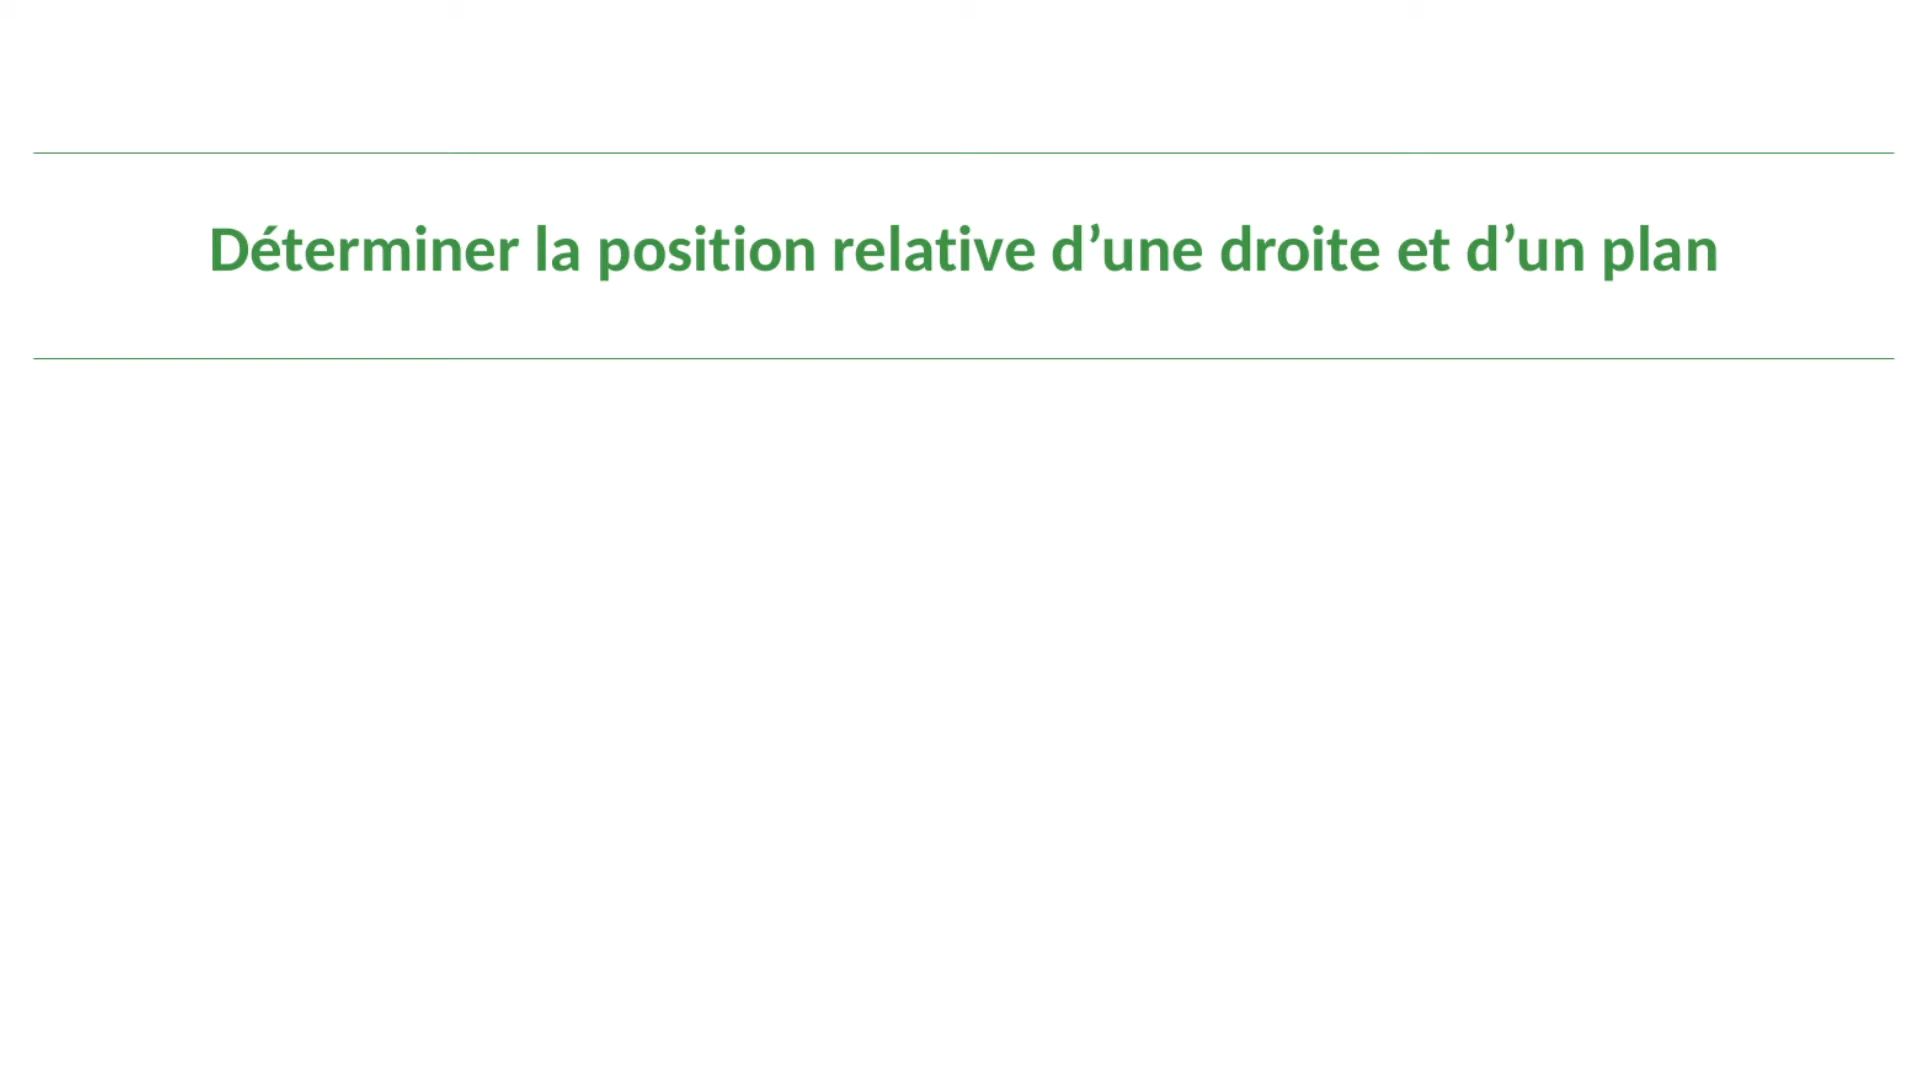 Déterminer la position relative d’une droite et d’un plan